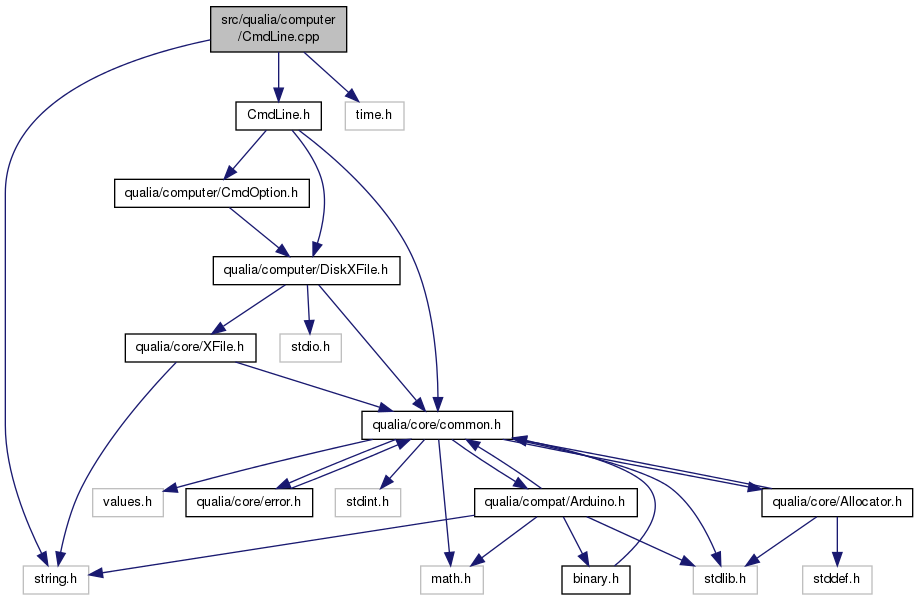 src/qualia/computer
/CmdLine.cpp
CmdLine.h
time.h
qualia/computer/CmdOption.h
qualia/computer/DiskXFile.h
qualia/core/XFile.h
stdio.h
qualia/core/common.h
values.h
qualia/core/error.h
stdint.h
qualia/compat/Arduino.h
qualia/core/Allocator.h
string.h
math.h
binary.h
stdlib.h
stddef.h